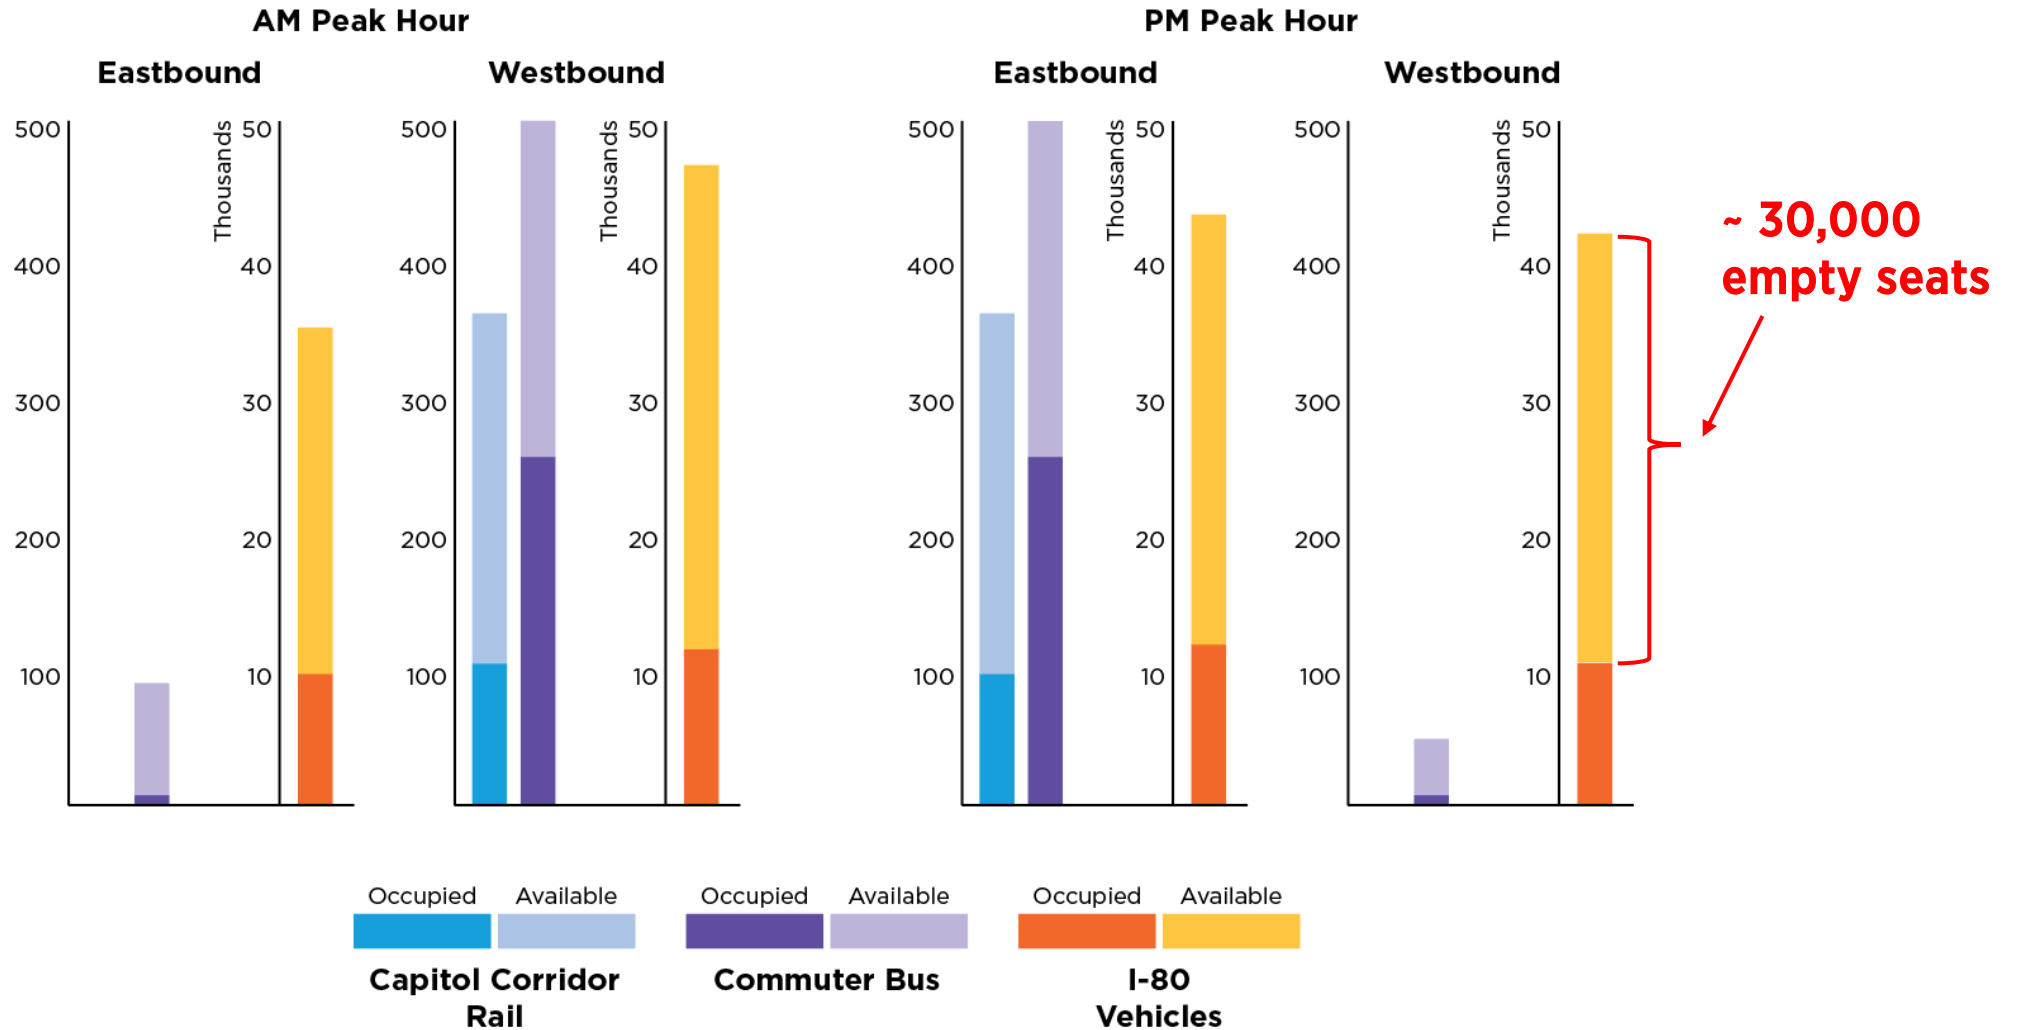 AM Peak Hour
PM Peak Hour
Eastbound
Westbound
Eastbound
Westbound
500
400
300
200
100
Thousands
50
40
30
20
10
500
400
300
200
100
Thousands
50
40
30
20
10
500
400
300
200
100
Thousands
50
40
30
20
10
500
400
300
200
100
Thousands
50
40
30
20
10
~ 30,000
empty seats
Occupied
Available
Occupied
Available
Occupied
Available
Capitol Corridor
Rail
Commuter Bus
I-80
Vehicles